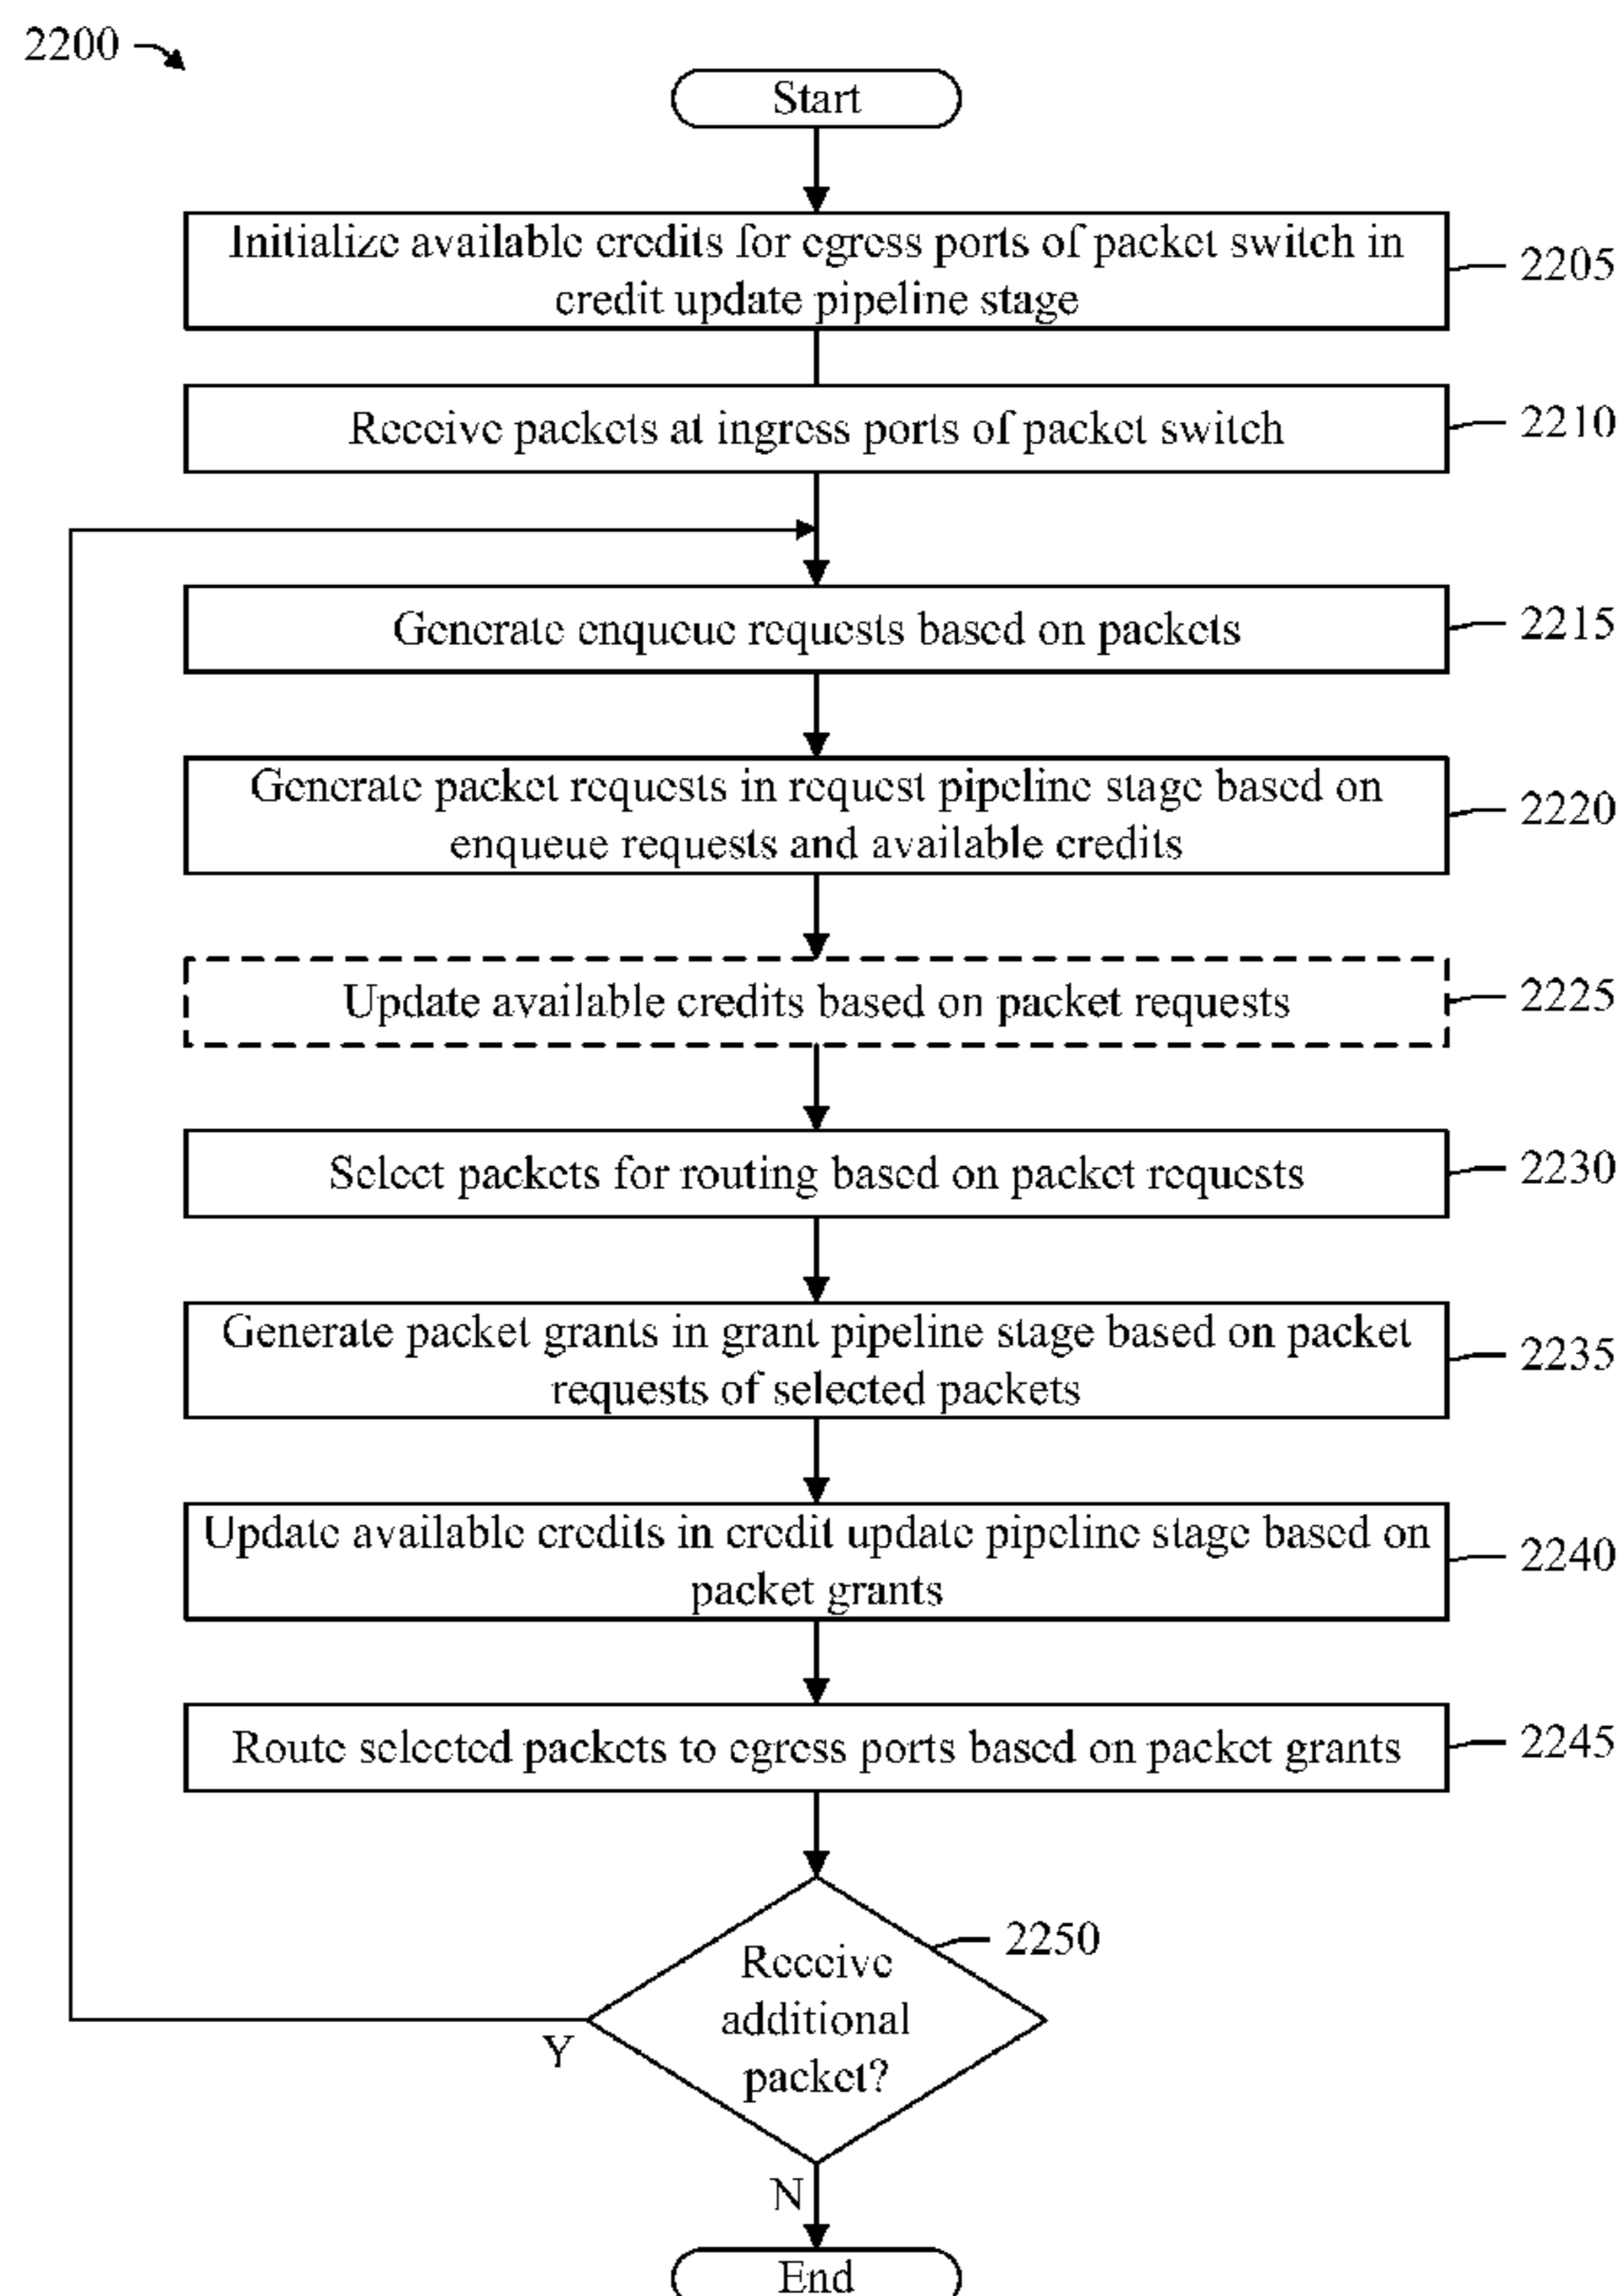 2200
Start
Initialize available credits for egress ports of packet switch in
credit update pipeline stage
2205
Receive packets at ingress ports of packet switch
2210
Generate enqueue requests based on packets
2215
Generate packet requests in request pipeline stage based on
enqueue requests and available credits
2220
Update available credits based on packet requests
2225
Select packets for routing based on packet requests
2230
Generate packet grants in grant pipeline stage based on packet
requests of selected packets
2235
Update available credits in credit update pipeline stage based on
packet grants
2240
Route selected packets to egress ports based on packet grants
2245
Receive
additional
packet?
2250
Y
N
End